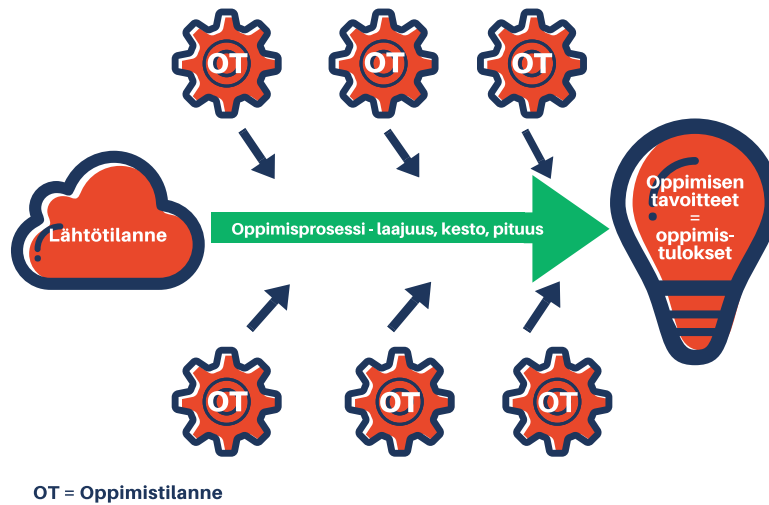 OT
OT
OT
Lähtötilanne
Oppimisprosessi - laajuus, kesto, pituus
Oppimisen
tavoitteet
=
oppimis-
tulokset
OT
OT
OT
OT = Oppimistilanne